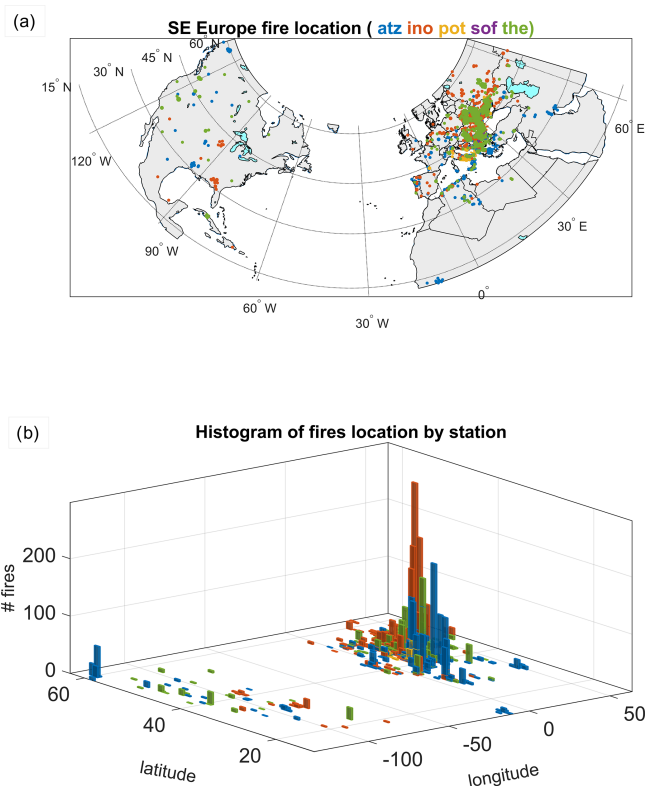 (a)
SE Europe fire location ( atz ino pot sof the)
60° N
45° N
30° N
15° N
60° E
120° W
30° E
90° W
0°
60° W
30° W
(b)
Histogram of fires location by station
# fires
200
100
0
60
40
20
-100
-50
0
50
latitude
longitude